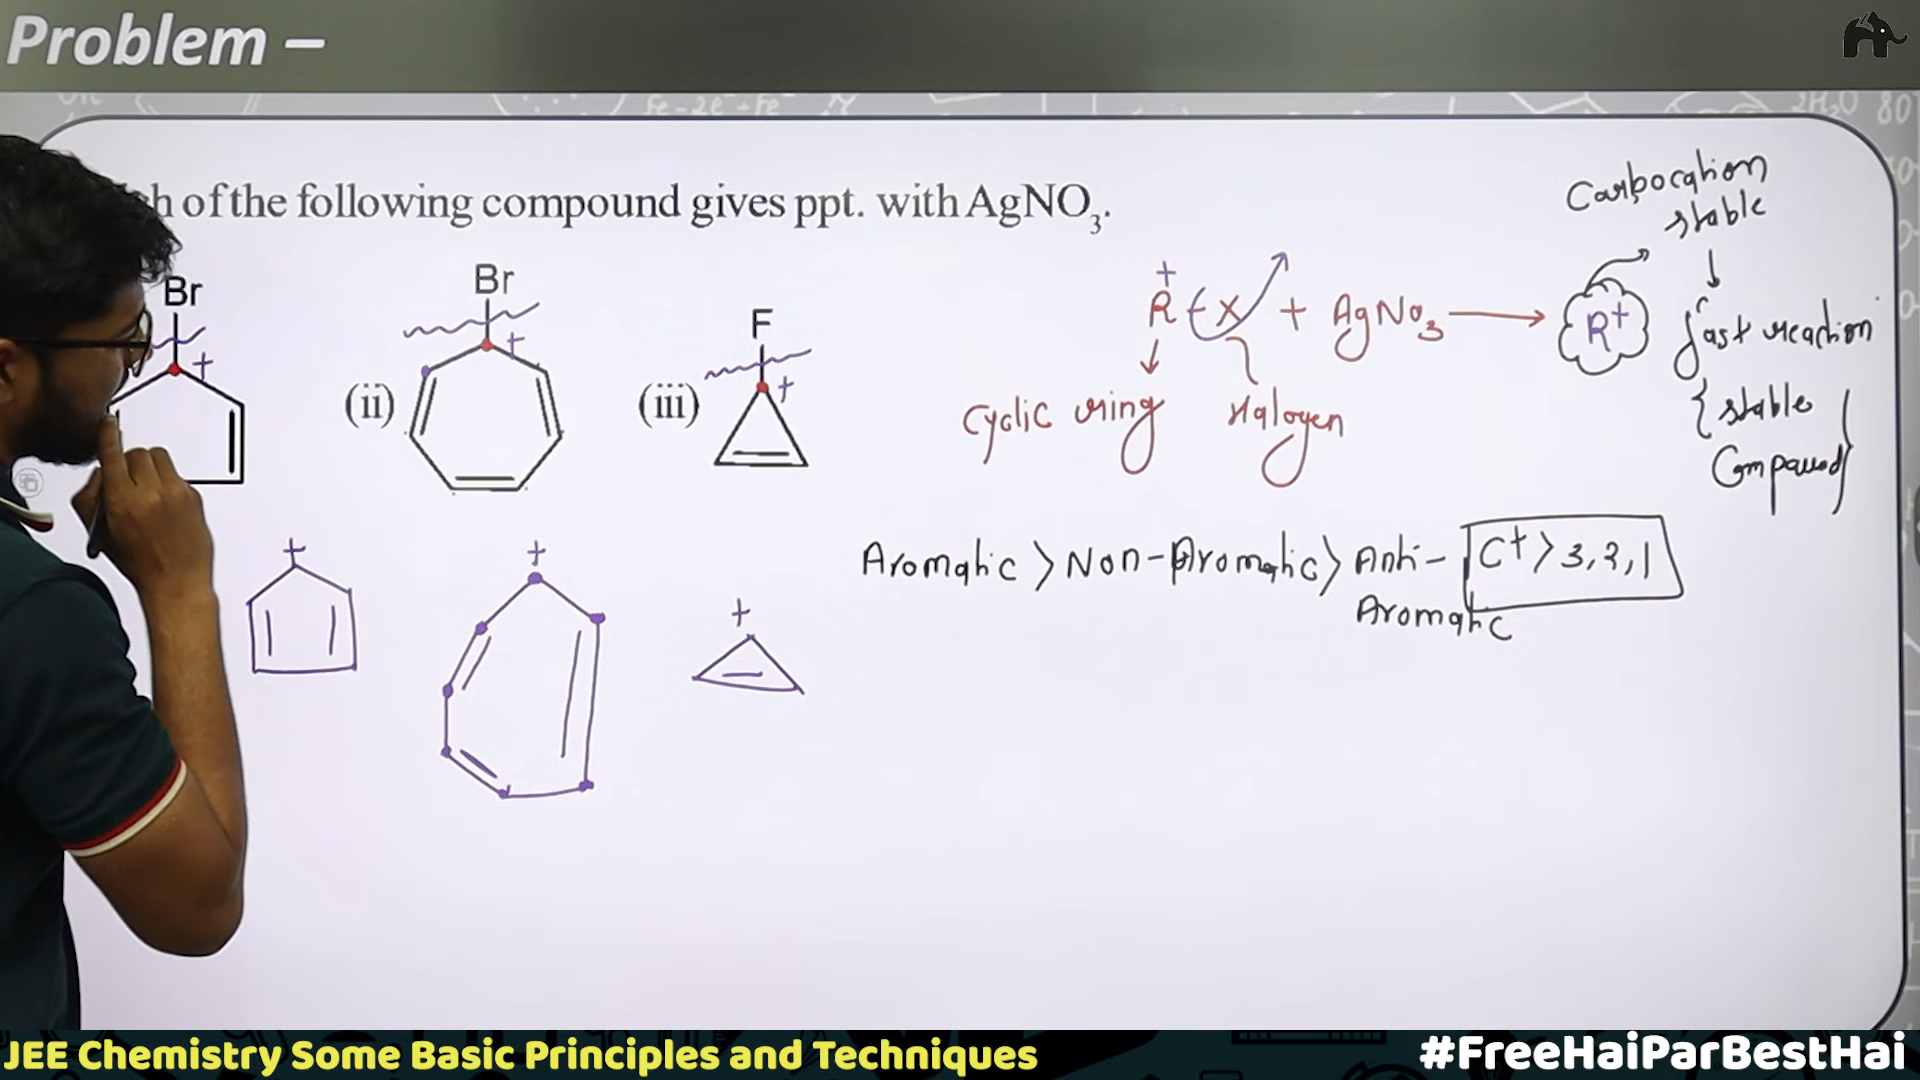 Problem –
of the following compound gives ppt. with AgNO3.
Br
+
(ii)
Br
+
(iii)
F
+
R+ X + AgNO3 → R+
cyclic ring
Halogen
Carbocation
stable
fast reaction
{ stable
Compound }
Aromatic > Non-Aromatic > Anti-
Aromatic
C+ > 3, 2, 1
+
+
+
JEE Chemistry Some Basic Principles and Techniques
#FreeHaiParBestHai